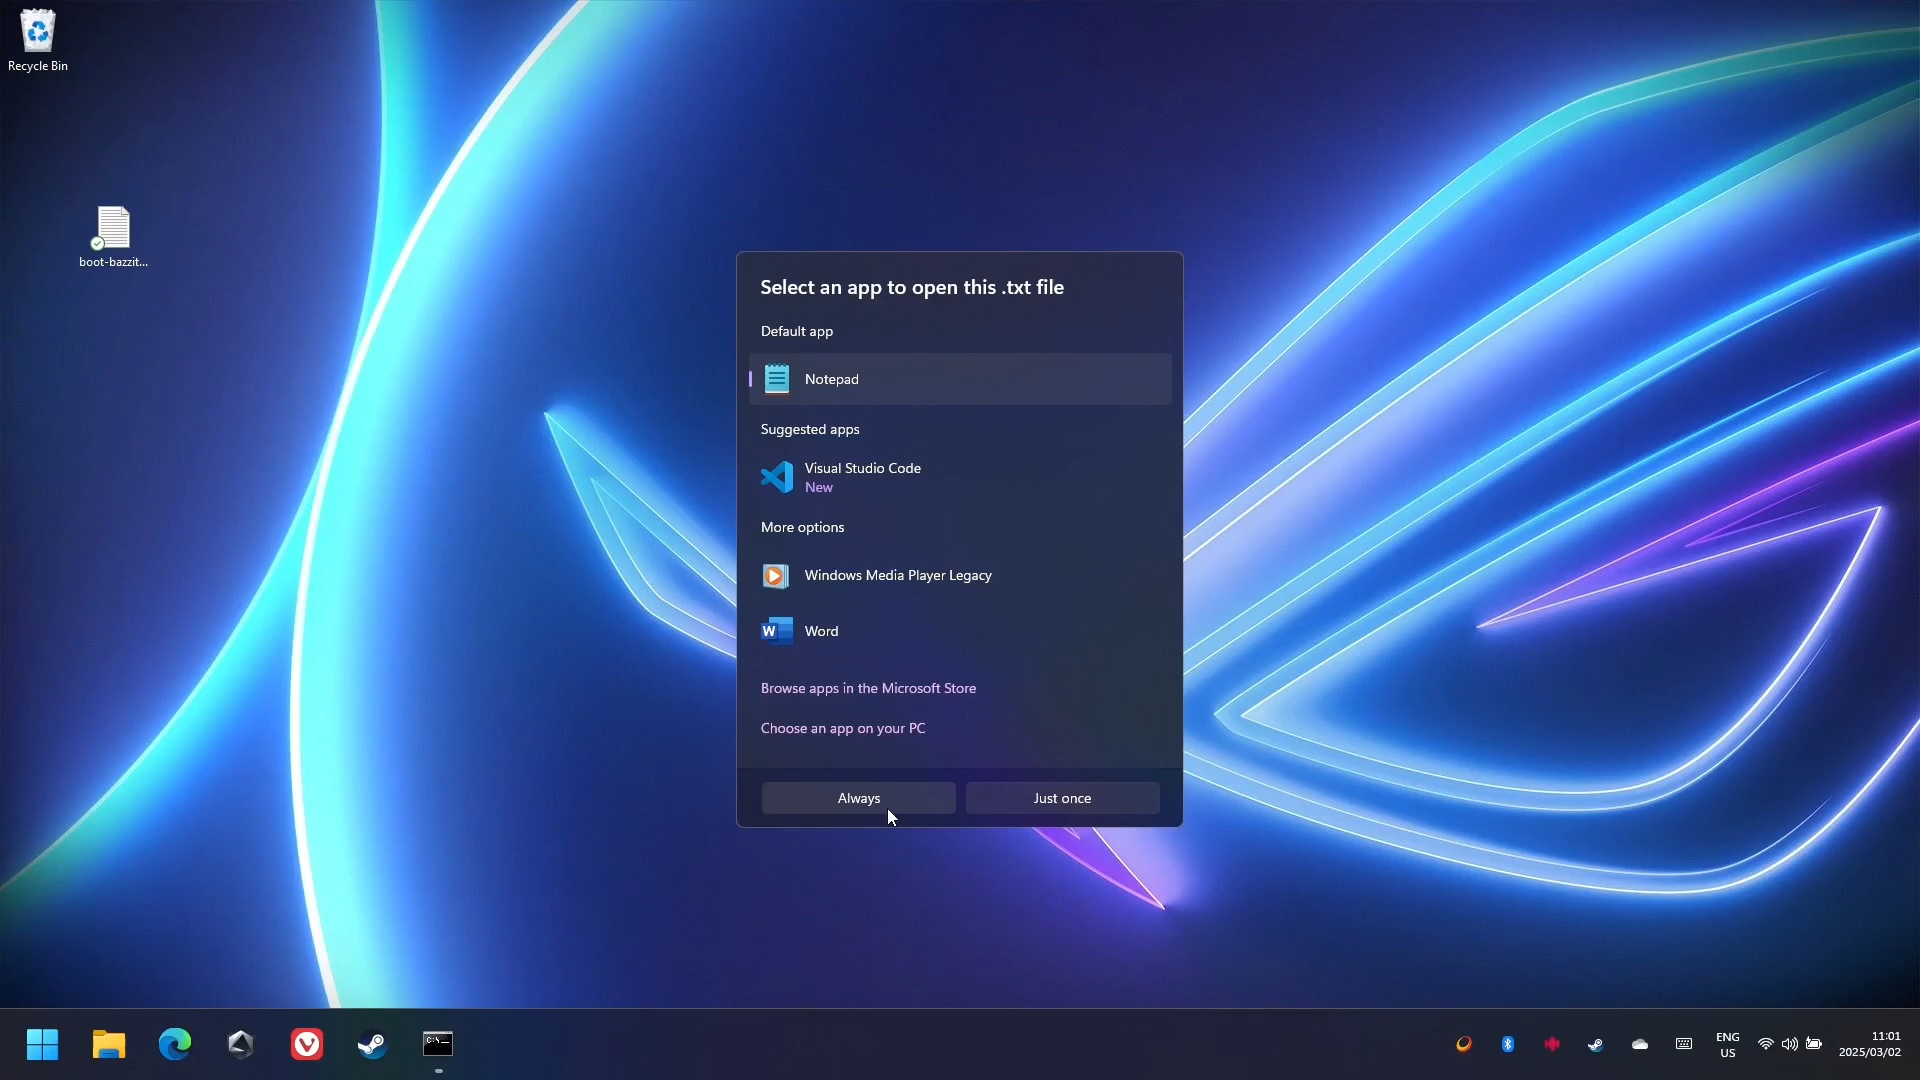 Recycle Bin
boot-bazzit...
Select an app to open this .txt file
Default app
Notepad
Suggested apps
Visual Studio Code
New
More options
Windows Media Player Legacy
W
Word
Browse apps in the Microsoft Store
Choose an app on your PC
Always
Just once
C:\_
ENG
US
11:01
2025/03/02